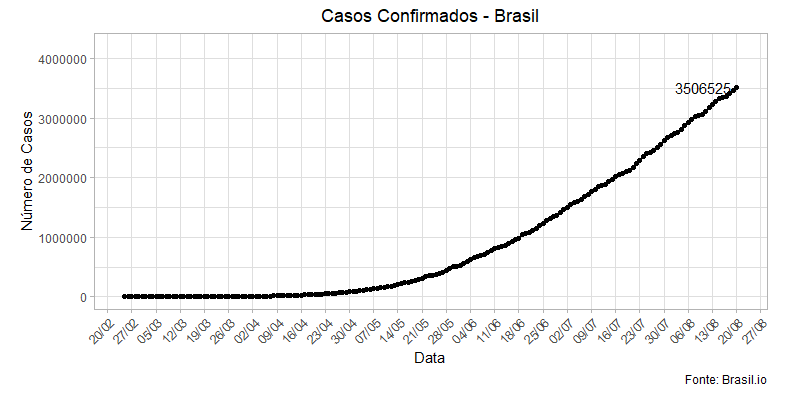 Casos Confirmados - Brasil
4000000
3506525
3000000
2000000
1000000
0
Número de Casos
20/02 27/02 05/03 12/03 19/03 26/03 02/04 09/04 16/04 23/04 30/04 07/05 14/05 21/05 28/05 04/06 11/06 18/06 25/06 02/07 09/07 16/07 23/07 30/07 06/08 13/08 20/08 27/08
Data
Fonte: Brasil.io